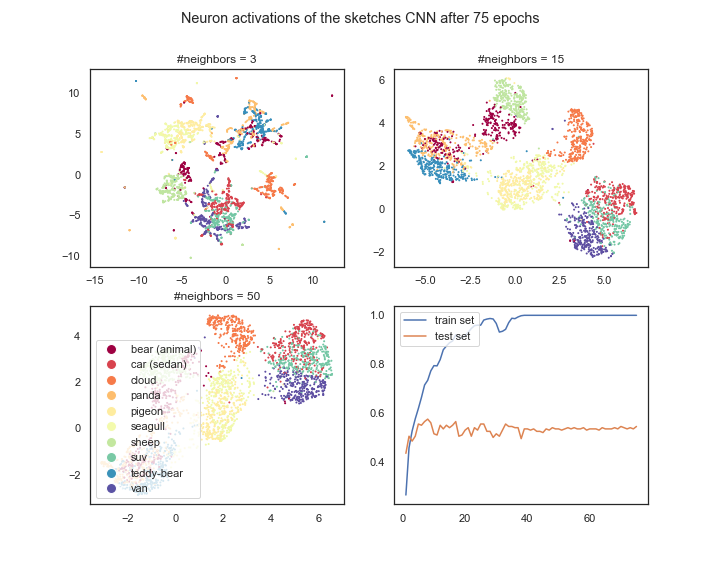 Neuron activations of the sketches CNN after 75 epochs
#neighbors = 3
10
5
0
−5
−10
−15 −10 −5 0 5 10
#neighbors = 15
6
4
2
0
−2
−5.0 −2.5 0.0 2.5 5.0
#neighbors = 50
4
2
0
−2
−2 0 2 4 6
bear (animal)
car (sedan)
cloud
panda
pigeon
seagull
sheep
suv
teddy-bear
van
train set
test set
1.0
0.8
0.6
0.4
0 20 40 60